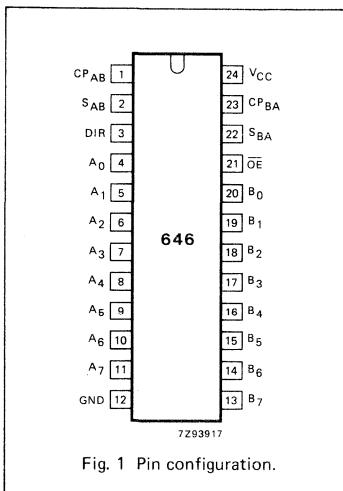 CPAB 1 24 VCC
SAB 2 23 CPBA
DIR 3 22 SBA
A0 4 21 OE
A1 5 20 B0
A2 6 19 B1
646
A3 7 18 B2
A4 8 17 B3
A5 9 16 B4
A6 10 15 B5
A7 11 14 B6
GND 12 13 B7
7Z93917
Fig. 1 Pin configuration.